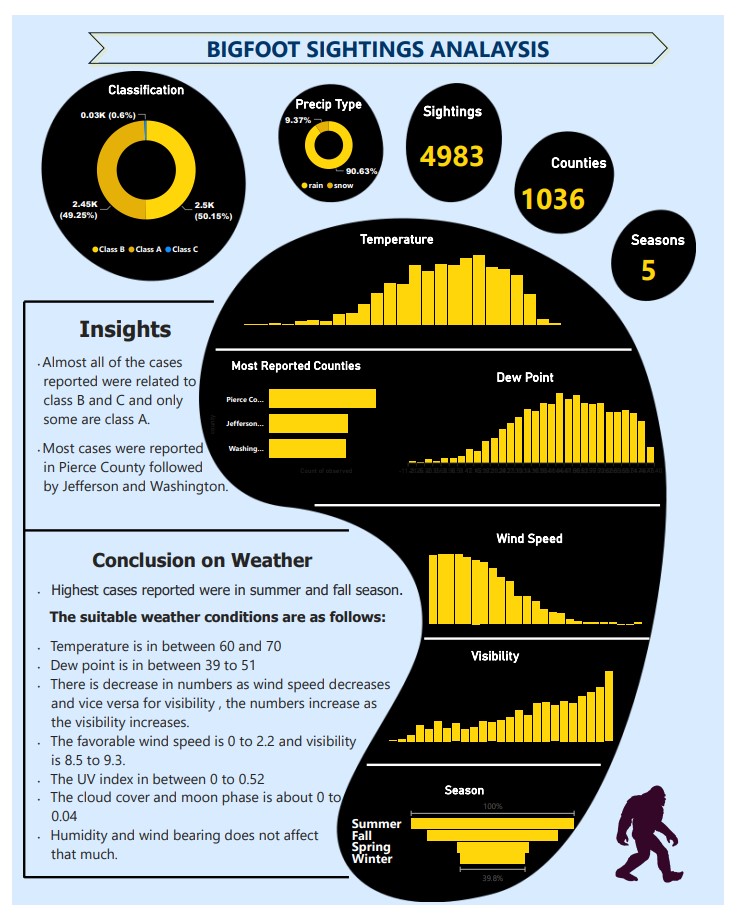 BIGFOOT SIGHTINGS ANALAYSIS
Classification
0.03K (0.6%)
2.45K
(49.25%)
2.5K
(50.15%)
Class B Class A Class C
Precip Type
9.37%
90.63%
rain snow
Sightings
4983
Counties
1036
Seasons
5
Temperature
Most Reported Counties
Pierce Co...
Jefferson...
Washing...
county
Count of observed
Dew Point
Wind Speed
Visibility
Season
100%
Summer
Fall
Spring
Winter
39.8%
Insights
· Almost all of the cases
reported were related to
class B and C and only
some are class A.
· Most cases were reported
in Pierce County followed
by Jefferson and Washington.
Conclusion on Weather
· Highest cases reported were in summer and fall season.
The suitable weather conditions are as follows:
· Temperature is in between 60 and 70
· Dew point is in between 39 to 51
· There is decrease in numbers as wind speed decreases
and vice versa for visibility , the numbers increase as
the visibility increases.
· The favorable wind speed is 0 to 2.2 and visibility
is 8.5 to 9.3.
· The UV index in between 0 to 0.52
· The cloud cover and moon phase is about 0 to
0.04
· Humidity and wind bearing does not affect
that much.